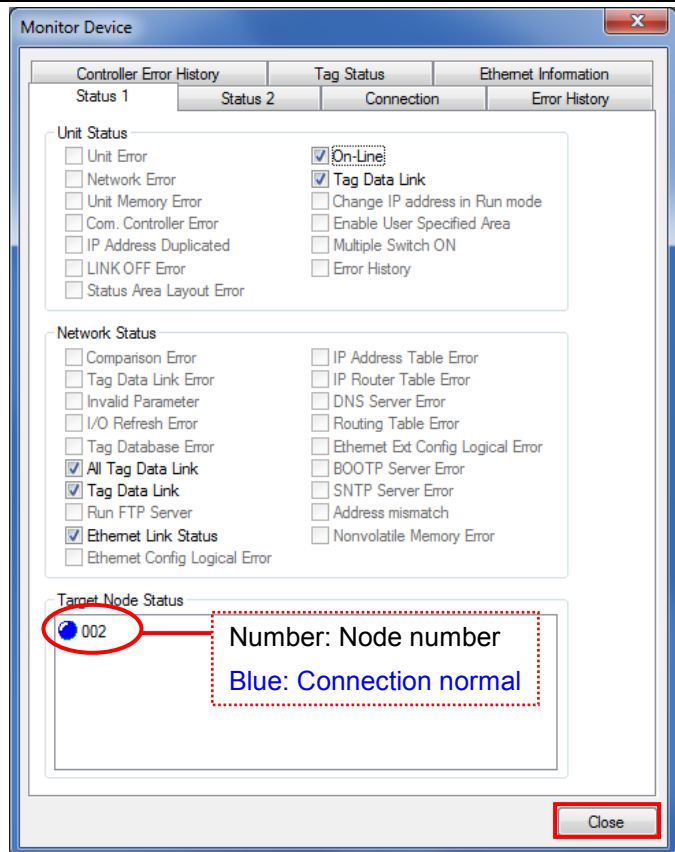 Monitor Device
Controller Error History Tag Status Ethernet Information
Status 1 Status 2 Connection Error History
Unit Status
Unit Error
Network Error
Unit Memory Error
Com. Controller Error
IP Address Duplicated
LINK OFF Error
Status Area Layout Error
On-Line
Tag Data Link
Change IP address in Run mode
Enable User Specified Area
Multiple Switch ON
Error History
Network Status
Comparison Error
Tag Data Link Error
Invalid Parameter
I/O Refresh Error
Tag Database Error
All Tag Data Link
Tag Data Link
Run FTP Server
Ethernet Link Status
Ethernet Config Logical Error
IP Address Table Error
IP Router Table Error
DNS Server Error
Routing Table Error
Ethernet Ext Config Logical Error
BOOTP Server Error
SNTP Server Error
Address mismatch
Nonvolatile Memory Error
Target Node Status
002
Number: Node number
Blue: Connection normal
Close